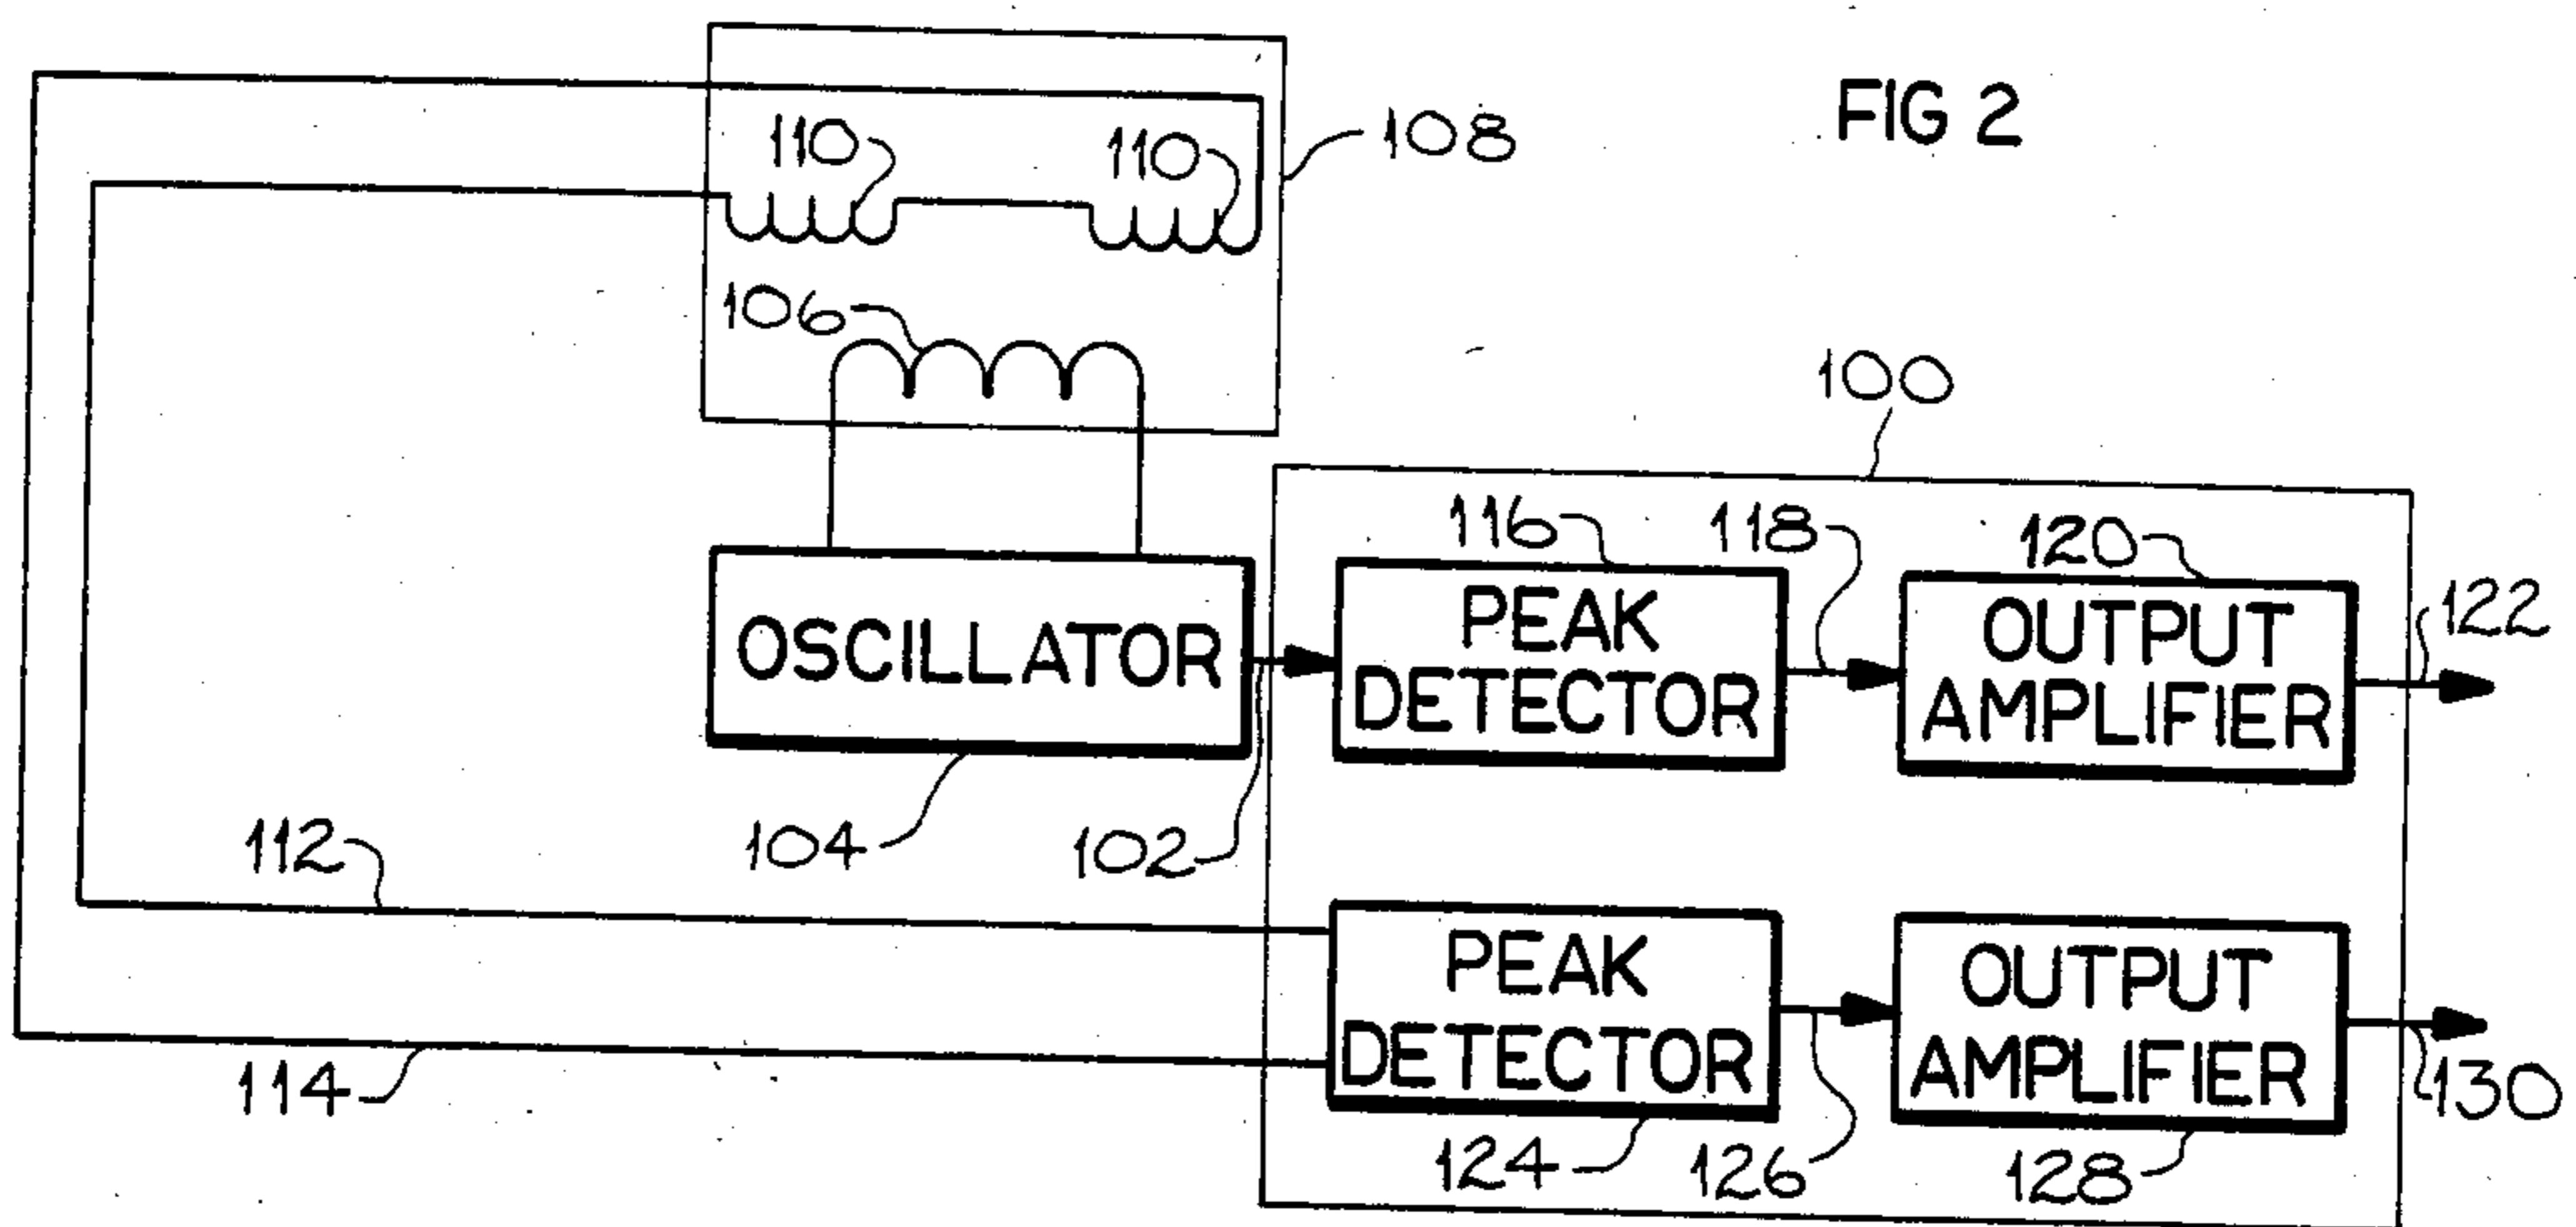 FIG 2
110
110
108
106
100
116
118
120
122
OSCILLATOR
PEAK
DETECTOR
OUTPUT
AMPLIFIER
104
102
112
114
PEAK
DETECTOR
OUTPUT
AMPLIFIER
124
126
128
130